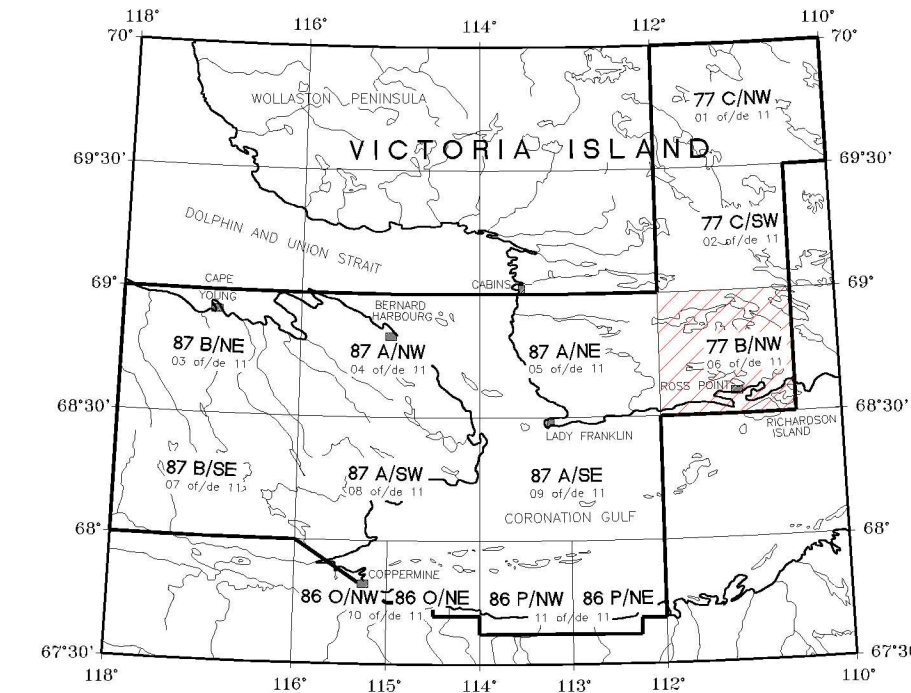 118° 116° 114° 112° 110°
70° 70°
WOLLASTON PENINSULA
77 C/NW
01 of/de 11
VICTORIA ISLAND
69°30' 69°30'
DOLPHIN AND UNION STRAIT
77 C/SW
02 of/de 11
69° 69°
CAPE
YOUNG
CABINS
BERNARD
HARBOURG
87 B/NE
03 of/de 11
87 A/NW
04 of/de 11
87 A/NE
05 of/de 11
77 B/NW
06 of/de 11
ROSS POINT
68°30' 68°30'
LADY FRANKLIN
RICHARDSON
ISLAND
87 B/SE
07 of/de 11
87 A/SW
08 of/de 11
87 A/SE
09 of/de 11
CORONATION GULF
68° 68°
COPPERMINE
86 O/NW 86 O/NE 86 P/NW 86 P/NE
10 of/de 11 11 of/de 11
67°30' 67°30'
118° 116° 115° 114° 113° 112° 110°